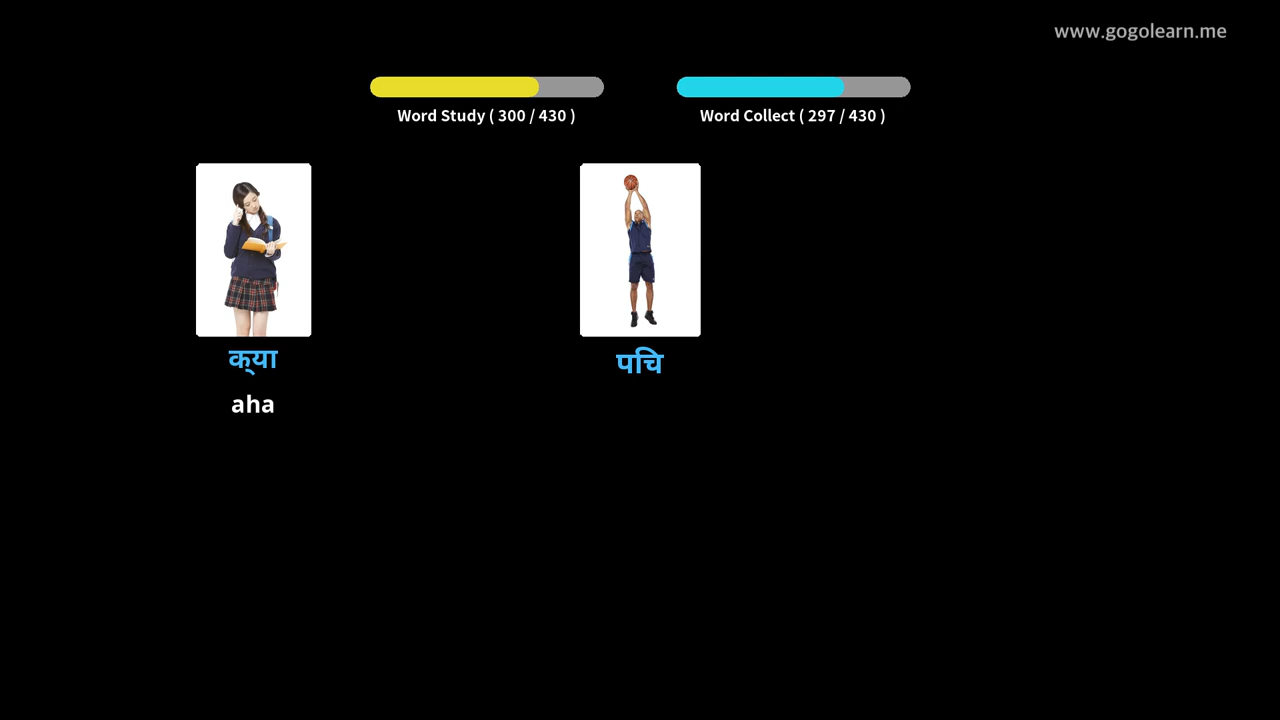 www.gogolearn.me
Word Study ( 300 / 430 )
Word Collect ( 297 / 430 )
क्‌या
पचि
aha